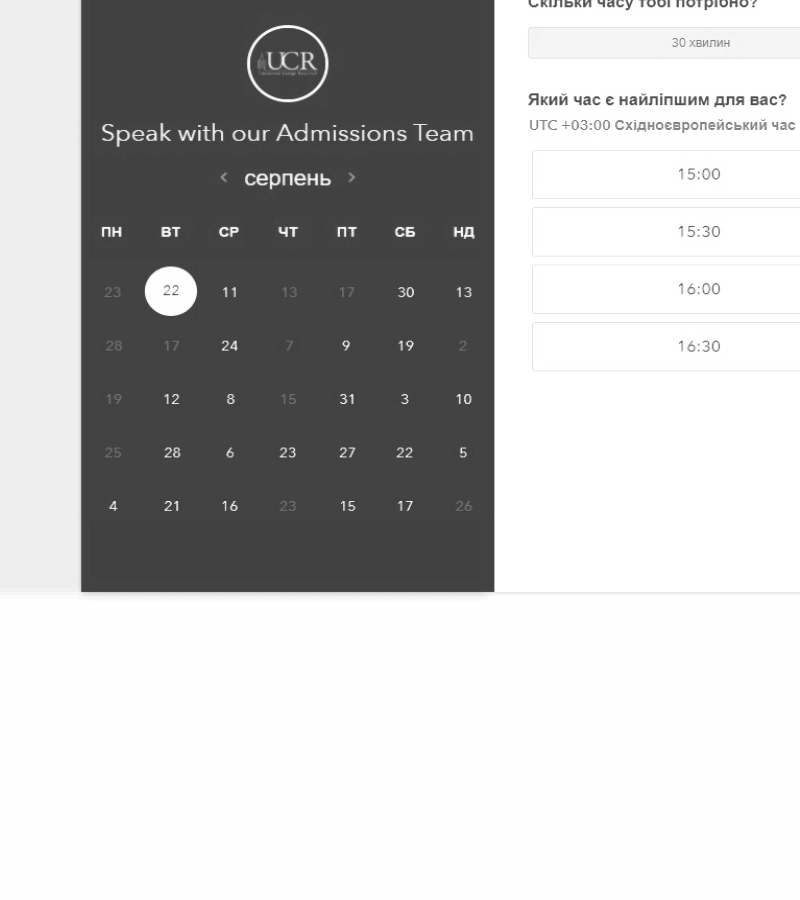 UCR
Speak with our Admissions Team
< серпень >
ПН ВТ СР ЧТ ПТ СБ НД
23 22 11 13 17 30 13
28 17 24 7 9 19 2
19 12 8 15 31 3 10
25 28 6 23 27 22 5
4 21 16 23 15 17 26
Скільки часу тобі потрібно?
30 хвилин
Який час є найліпшим для вас?
UTC +03:00 Східноєвропейський час
15:00
15:30
16:00
16:30